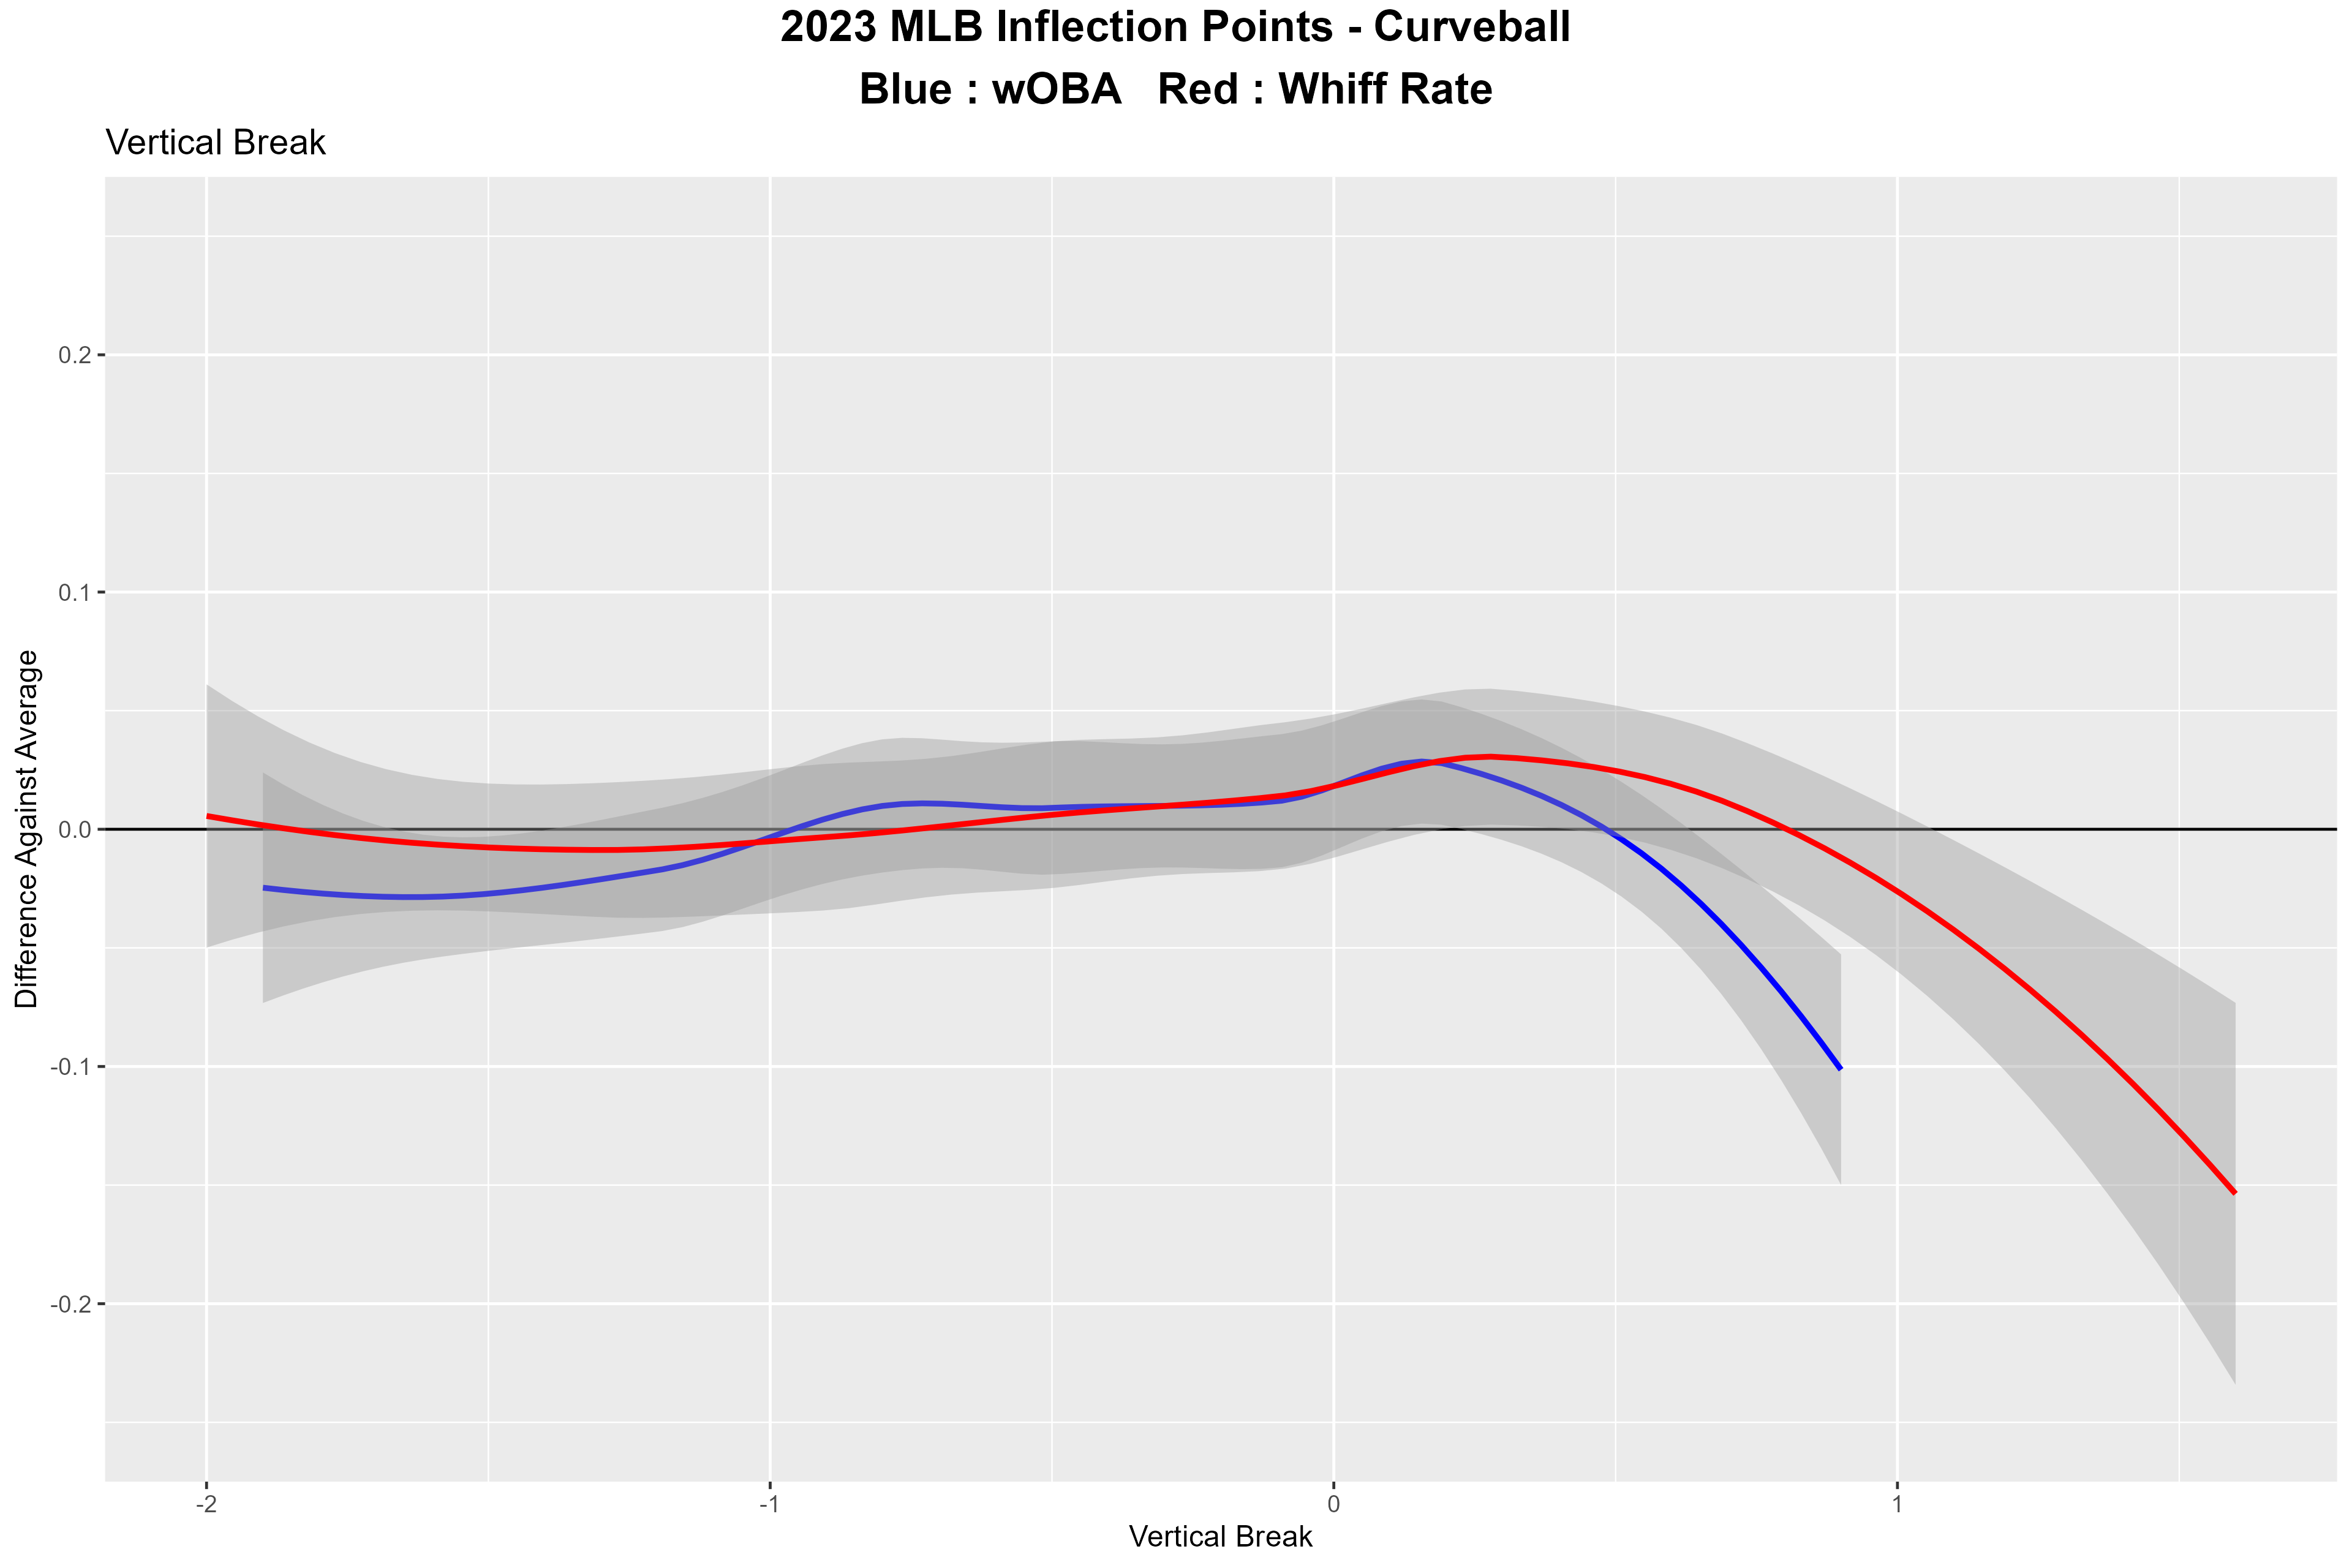 2023 MLB Inflection Points - Curveball
Blue : wOBA   Red : Whiff Rate
Vertical Break
Difference Against Average
0.2
0.1
0.0
-0.1
-0.2
-2
-1
0
1
Vertical Break